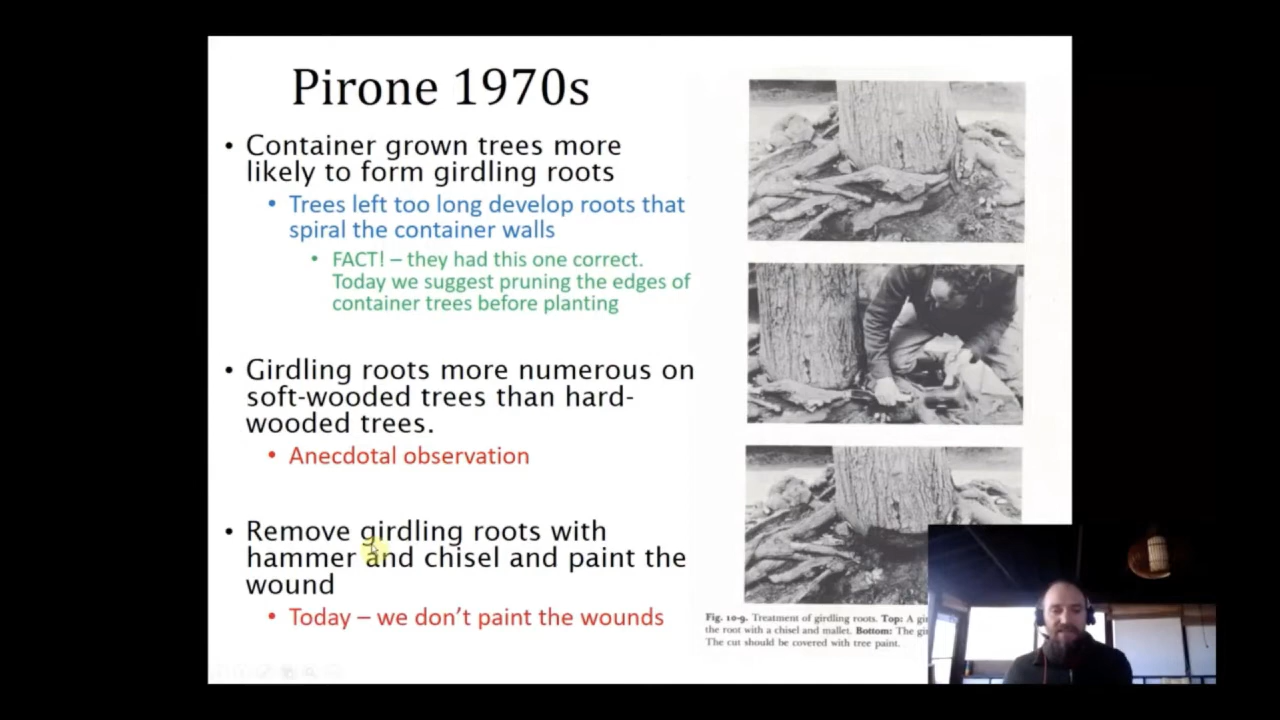 Pirone 1970s
• Container grown trees more
likely to form girdling roots
• Trees left too long develop roots that
spiral the container walls
• FACT! – they had this one correct.
Today we suggest pruning the edges of
container trees before planting
• Girdling roots more numerous on
soft-wooded trees than hard-
wooded trees.
• Anecdotal observation
• Remove girdling roots with
hammer and chisel and paint the
wound
• Today – we don’t paint the wounds
Fig. 10-9. Treatment of girdling roots. Top: A
the root with a chisel and mallet. Bottom: The
The cut should be covered with tree paint.